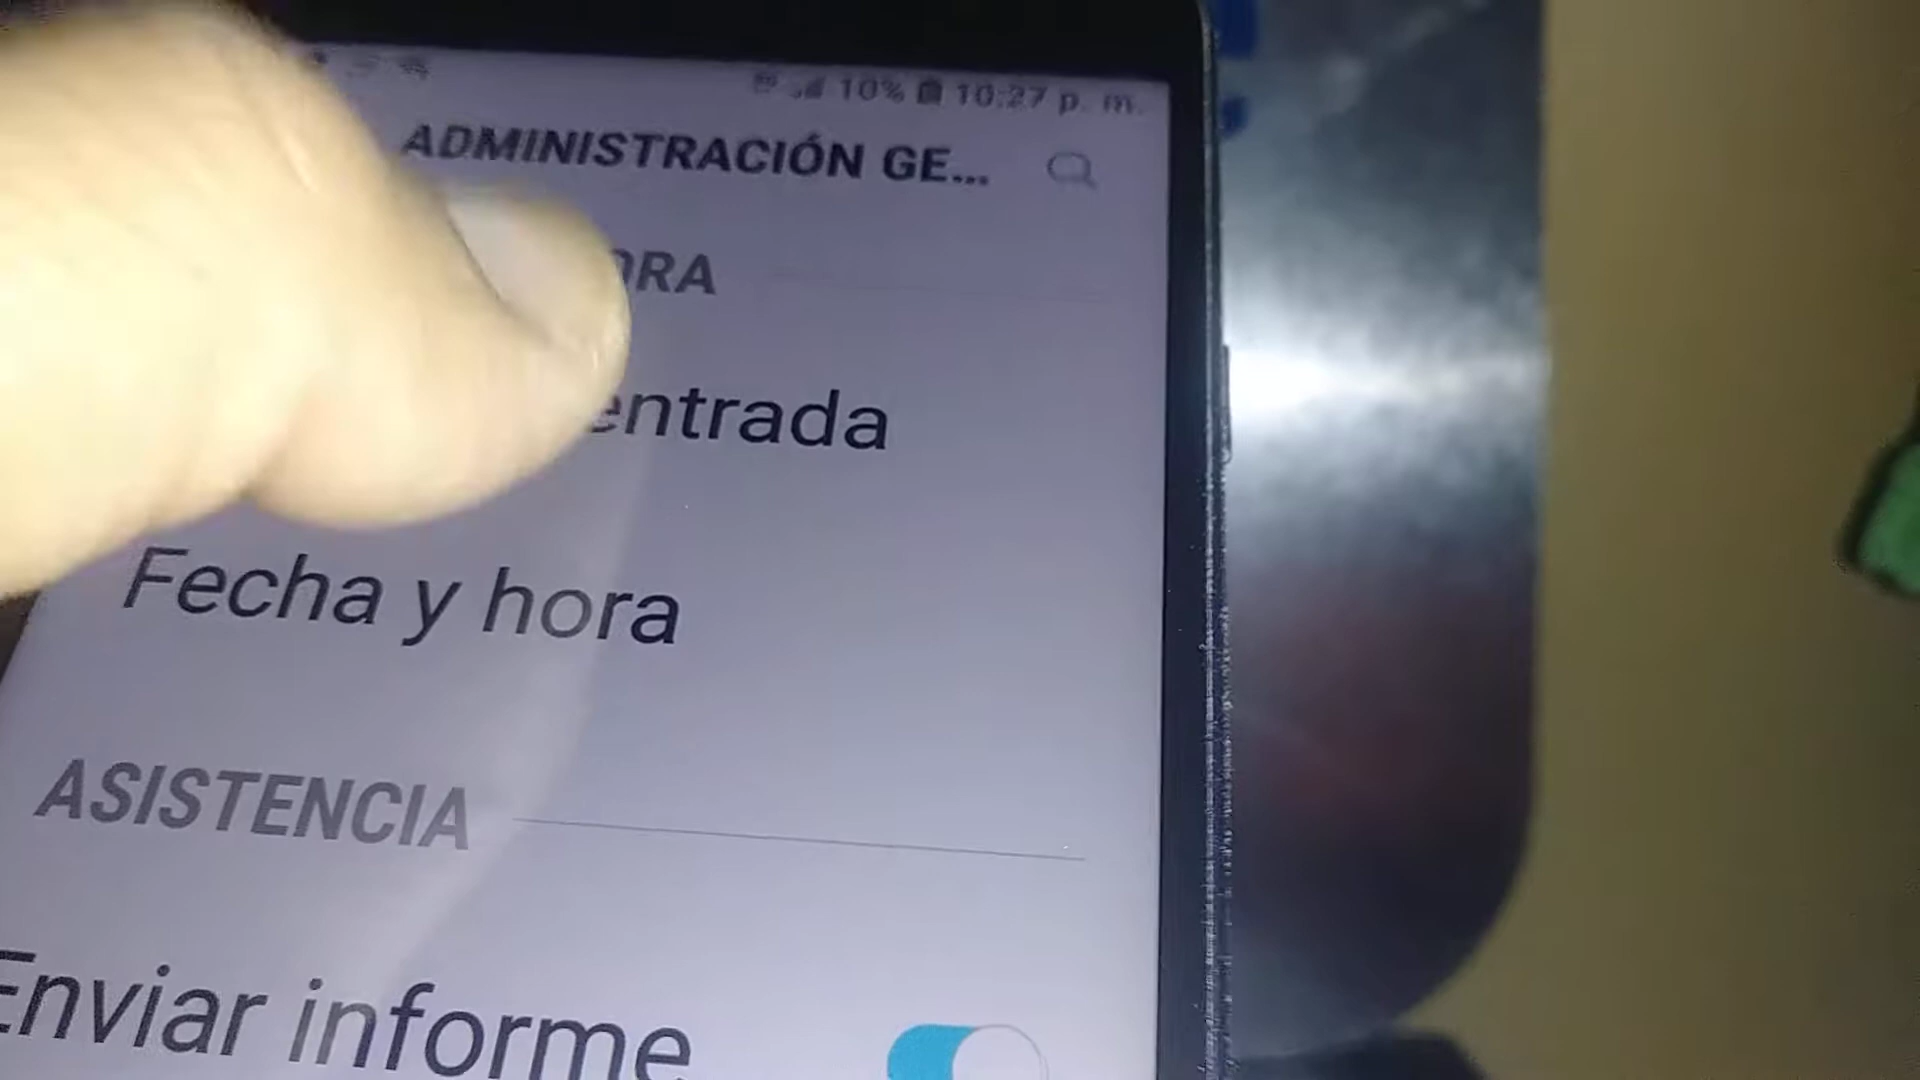 10% 10:27 p. m.
ADMINISTRACIÓN GE...
ORA
entrada
Fecha y hora
ASISTENCIA
Enviar informe